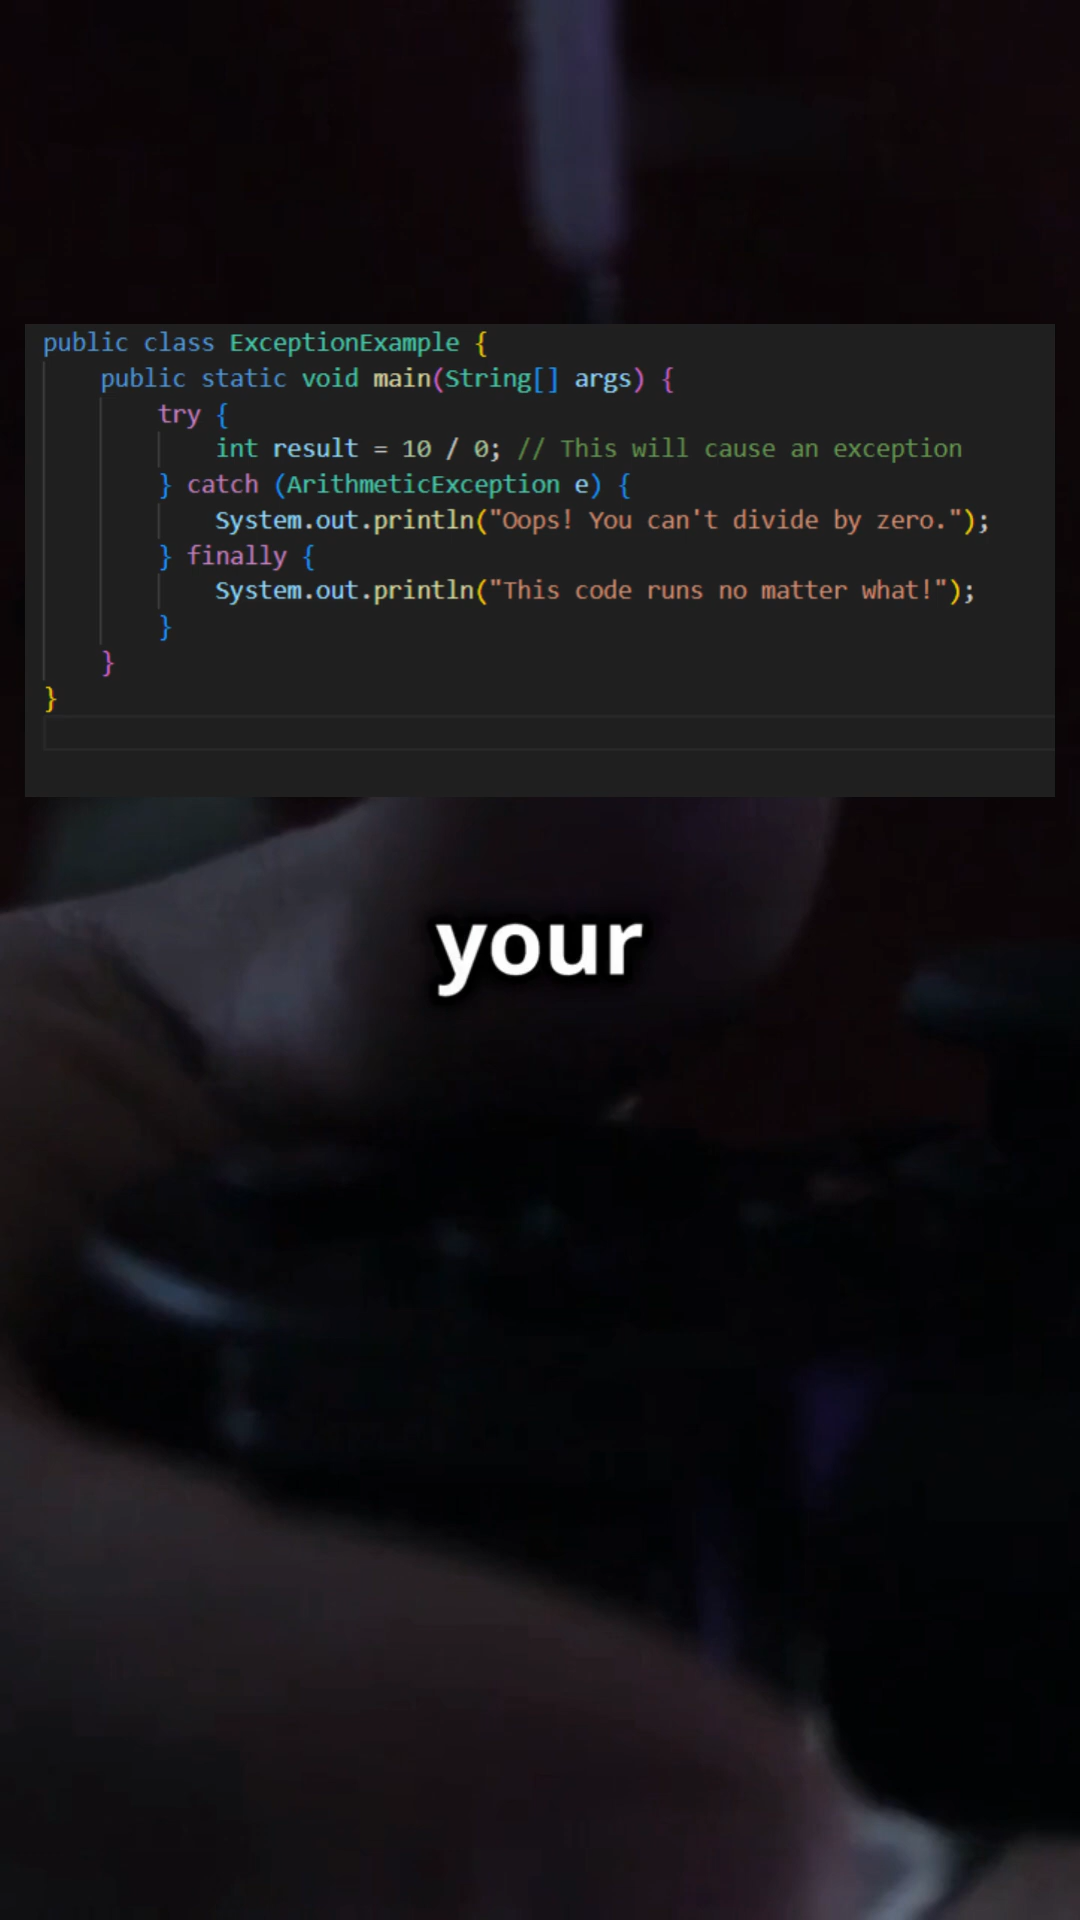 public class ExceptionExample {
    public static void main(String[] args) {
        try {
            int result = 10 / 0; // This will cause an exception
        } catch (ArithmeticException e) {
            System.out.println("Oops! You can't divide by zero.");
        } finally {
            System.out.println("This code runs no matter what!");
        }
    }
}
your